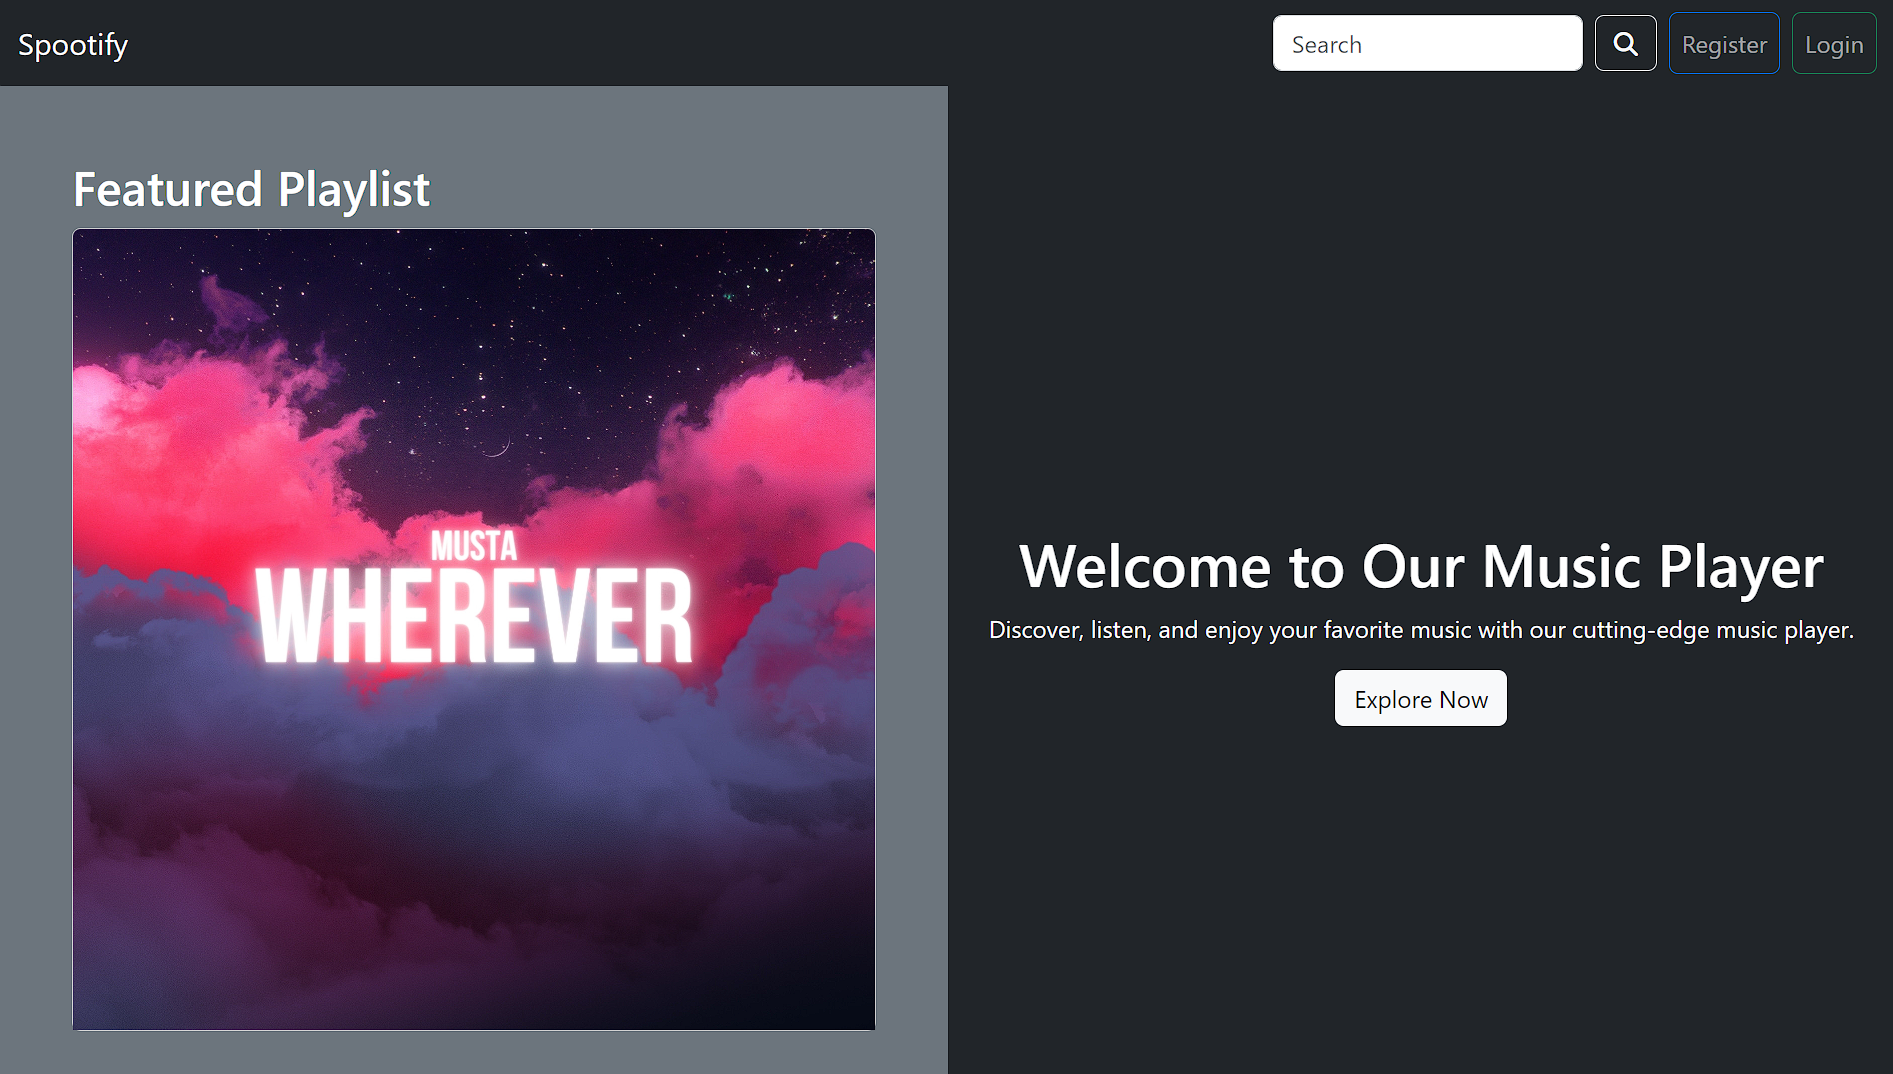 Spootify
Search
Register
Login
Featured Playlist
MUSTA
WHEREVER
Welcome to Our Music Player
Discover, listen, and enjoy your favorite music with our cutting-edge music player.
Explore Now